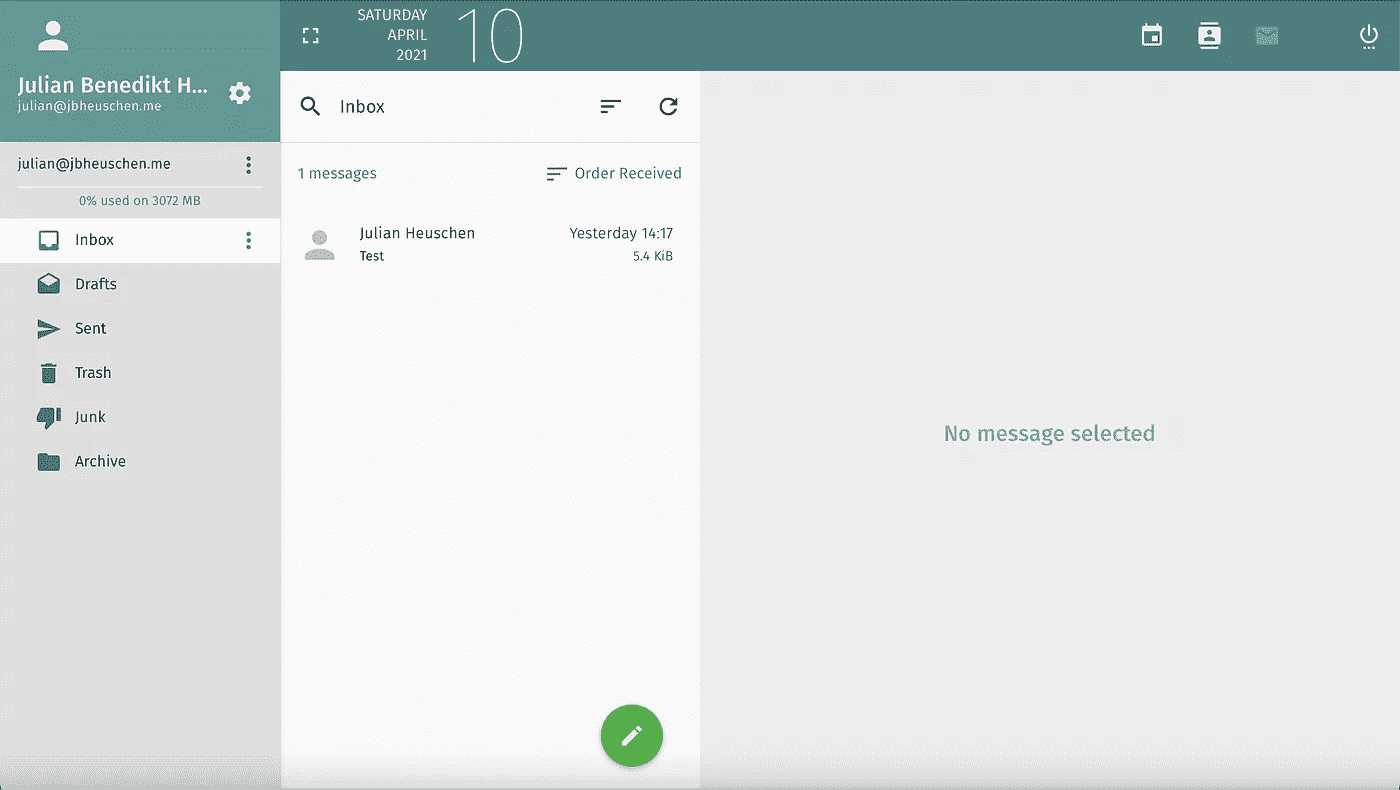 Julian Benedikt H...
julian@jbheuschen.me
SATURDAY
APRIL
2021
10
julian@jbheuschen.me
0% used on 3072 MB
Inbox
Drafts
Sent
Trash
Junk
Archive
Inbox
1 messages
Order Received
Julian Heuschen
Yesterday 14:17
Test
5.4 KiB
No message selected